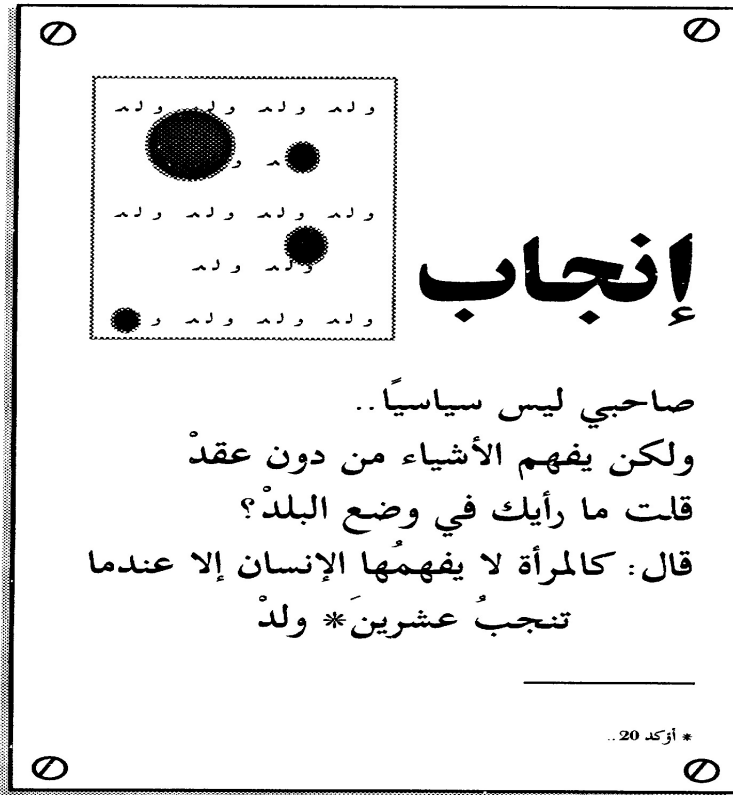 ولد ولد ولد ولد
ولد ولد ولد ولد
ولد ولد
ولد ولد ولد و
إنجاب
صاحبي ليس سياسيًا..
ولكن يفهم الأشياء من دون عقدْ
قلت ما رأيك في وضع البلدْ؟
قال: كالمرأة لا يفهمُها الإنسان إلا عندما
تنجبُ عشرينَ* ولدْ
* أؤكد 20..